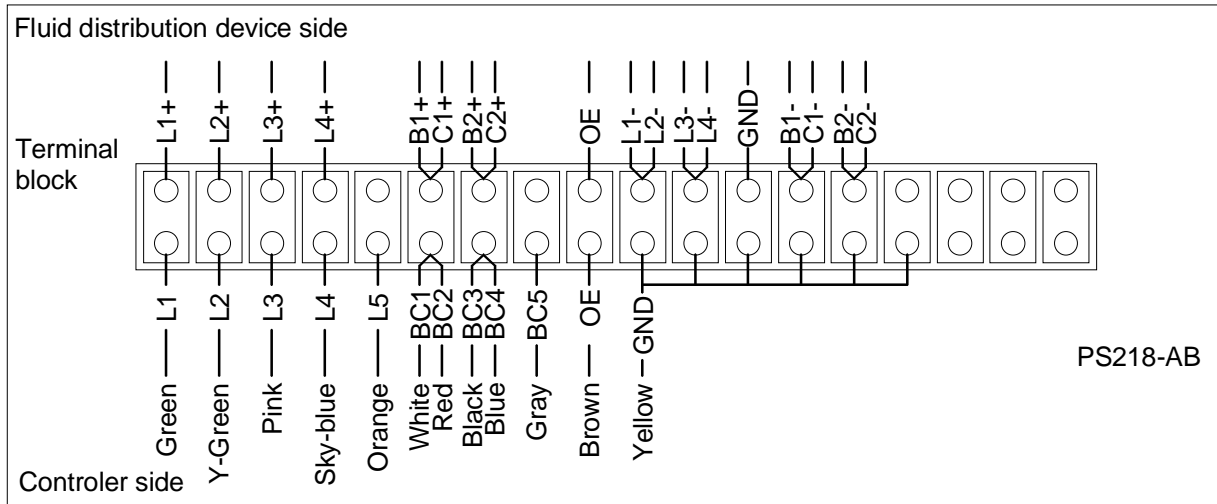 Fluid distribution device side
L1+
L2+
L3+
L4+
B1+
C1+
B2+
C2+
OE
L1-
L2-
L3-
L4-
GND
B1-
C1-
B2-
C2-
Terminal
block
L1
L2
L3
L4
L5
BC1
BC2
BC3
BC4
BC5
OE
GND
Green
Y-Green
Pink
Sky-blue
Orange
White
Red
Black
Blue
Gray
Brown
Yellow
PS218-AB
Controler side